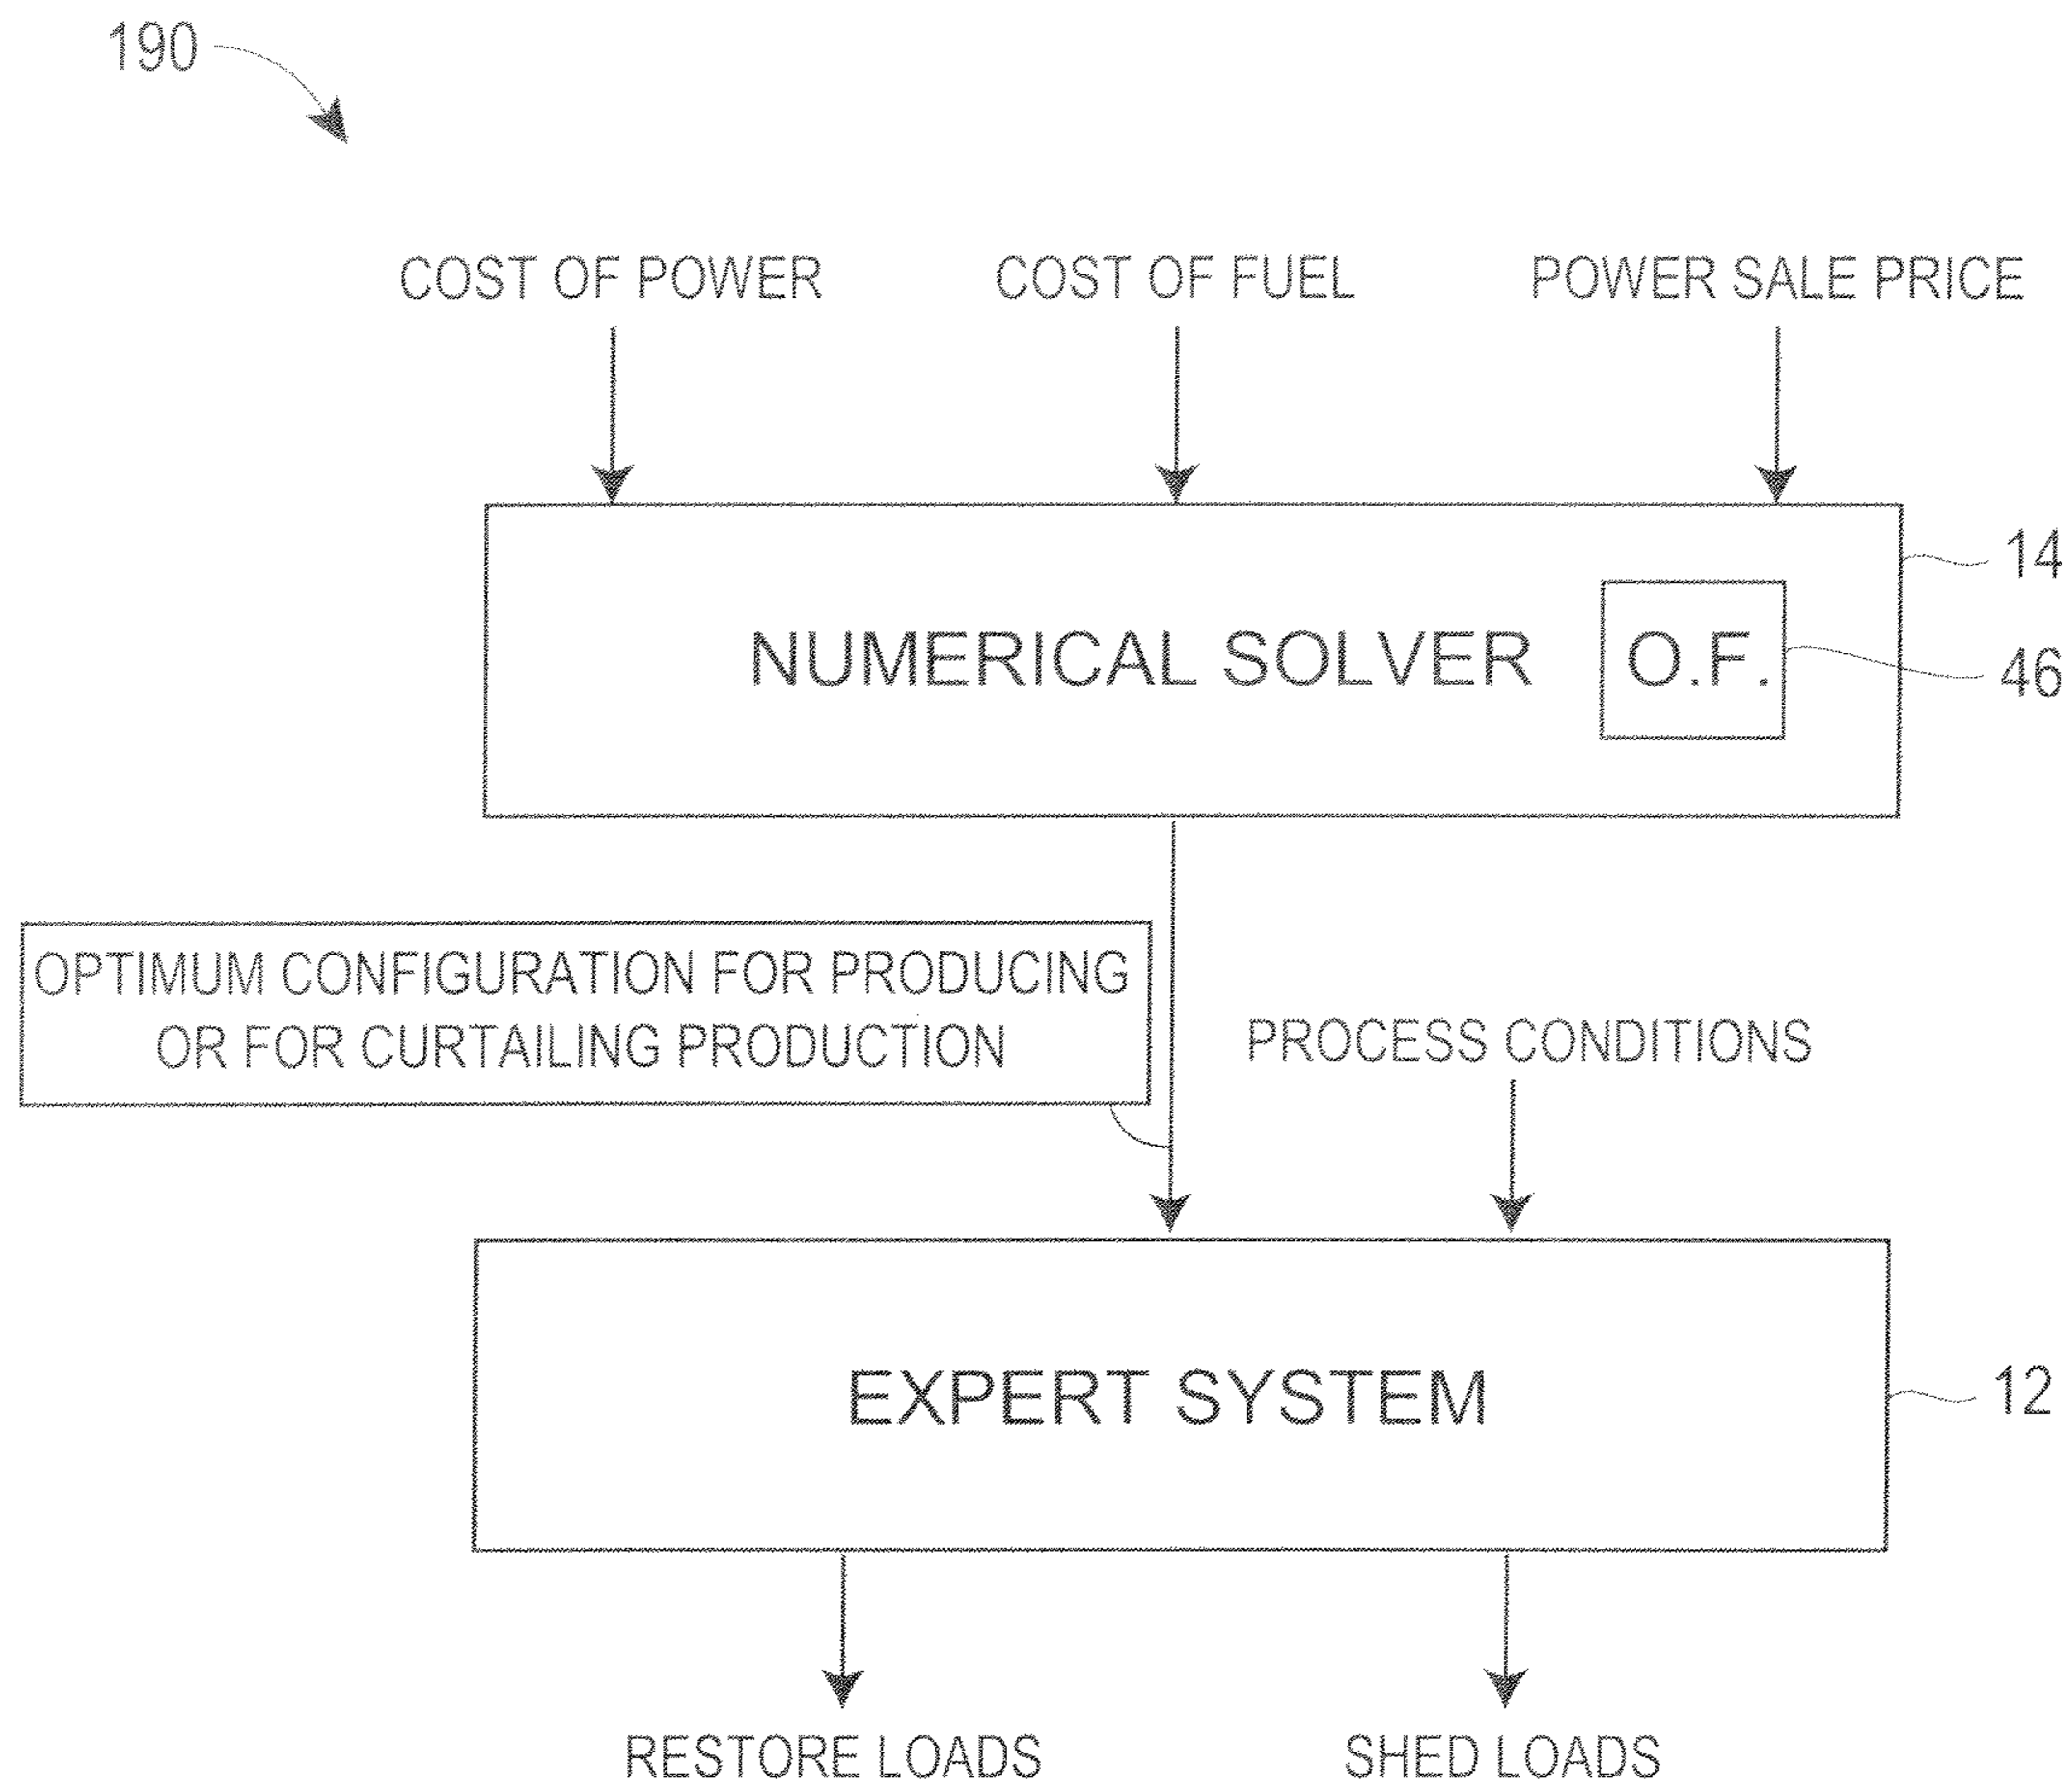 190
COST OF POWER
COST OF FUEL
POWER SALE PRICE
14
NUMERICAL SOLVER
O.F.
46
OPTIMUM CONFIGURATION FOR PRODUCING
OR FOR CURTAILING PRODUCTION
PROCESS CONDITIONS
EXPERT SYSTEM
12
RESTORE LOADS
SHED LOADS